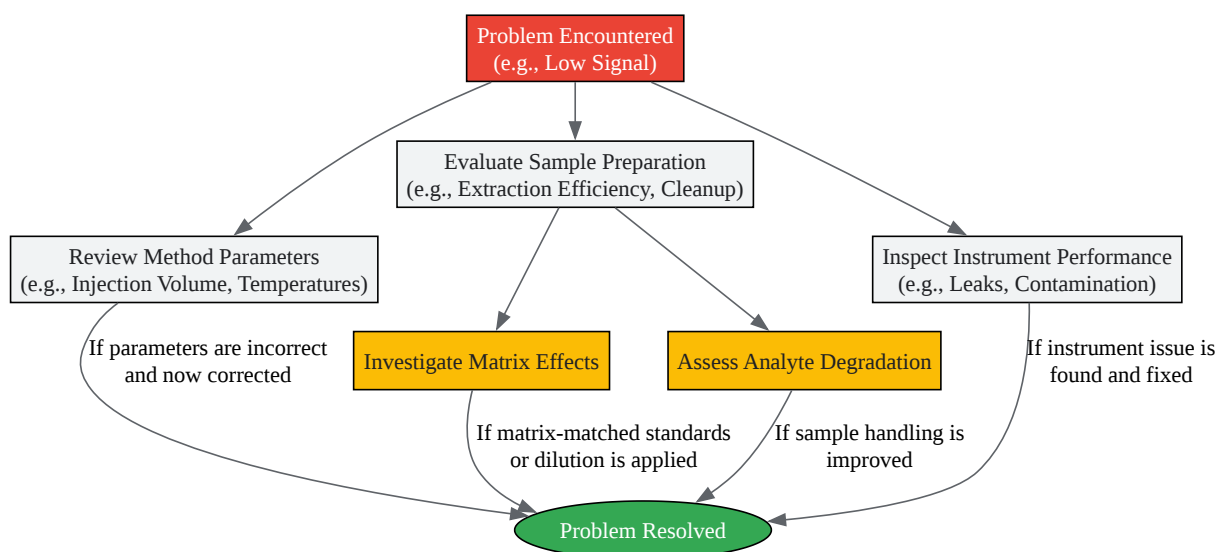 Problem Encountered
(e.g., Low Signal)
Evaluate Sample Preparation
(e.g., Extraction Efficiency, Cleanup)
Review Method Parameters
(e.g., Injection Volume, Temperatures)
Inspect Instrument Performance
(e.g., Leaks, Contamination)
If parameters are incorrect
and now corrected
Investigate Matrix Effects
Assess Analyte Degradation
If instrument issue is
found and fixed
If matrix-matched standards
or dilution is applied
If sample handling is
improved
Problem Resolved